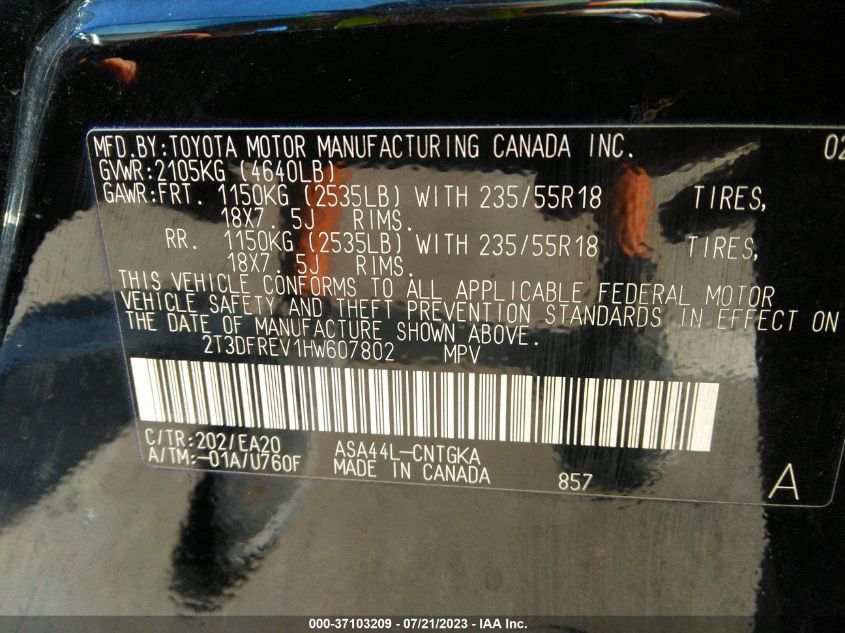 MFD.BY:TOYOTA MOTOR MANUFACTURING CANADA INC. 02
GVWR:2105KG (4640LB)
GAWR:FRT. 1150KG (2535LB) WITH 235/55R18 TIRES,
18X7. 5J RIMS.
RR. 1150KG (2535LB) WITH 235/55R18 TIRES,
18X7. 5J RIMS.
THIS VEHICLE CONFORMS TO ALL APPLICABLE FEDERAL MOTOR
VEHICLE SAFETY AND THEFT PREVENTION STANDARDS IN EFFECT ON
THE DATE OF MANUFACTURE SHOWN ABOVE.
2T3DFREV1HW607802 MPV
C/TR:202/EA20 ASA44L-CNTGKA
A/TM:-01A/U760F MADE IN CANADA 857 A
000-37103209 - 07/21/2023 - IAA Inc.